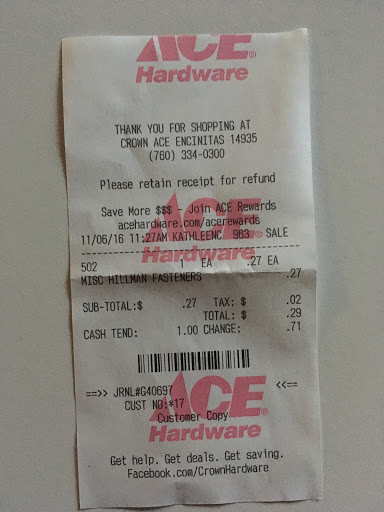 ACE®
Hardware
THANK YOU FOR SHOPPING AT
CROWN ACE ENCINITAS 14935
(760) 334-0300
Please retain receipt for refund
Save More $$$ - Join ACE Rewards
acehardware.com/acerewards
11/06/16 11:27AM KATHLEENC 963 SALE
ACE®
Hardware
502 1 EA .27 EA
MISC HILLMAN FASTENERS .27
SUB-TOTAL:$ .27 TAX: $ .02
TOTAL: $ .29
CASH TEND: 1.00 CHANGE: .71
==>> JRNL#G40697 <<==
CUST NO:*17
ACE®
Customer Copy
Hardware
Get help. Get deals. Get saving.
Facebook.com/CrownHardware